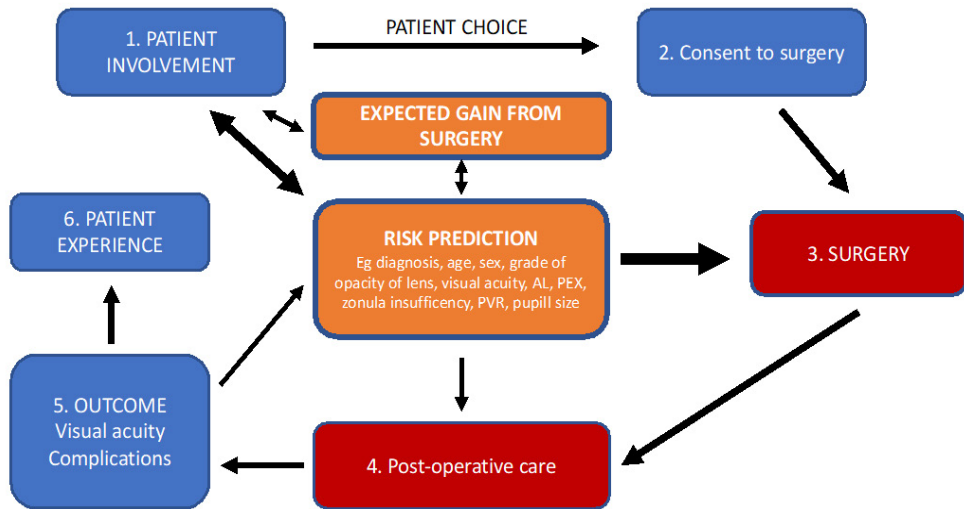 1. PATIENT
INVOLVEMENT
PATIENT CHOICE
2. Consent to surgery
EXPECTED GAIN FROM
SURGERY
6. PATIENT
EXPERIENCE
RISK PREDICTION
Eg diagnosis, age, sex, grade of
opacity of lens, visual acuity, AL, PEX,
zonula insufficency, PVR, pupill size
3. SURGERY
5. OUTCOME
Visual acuity
Complications
4. Post-operative care